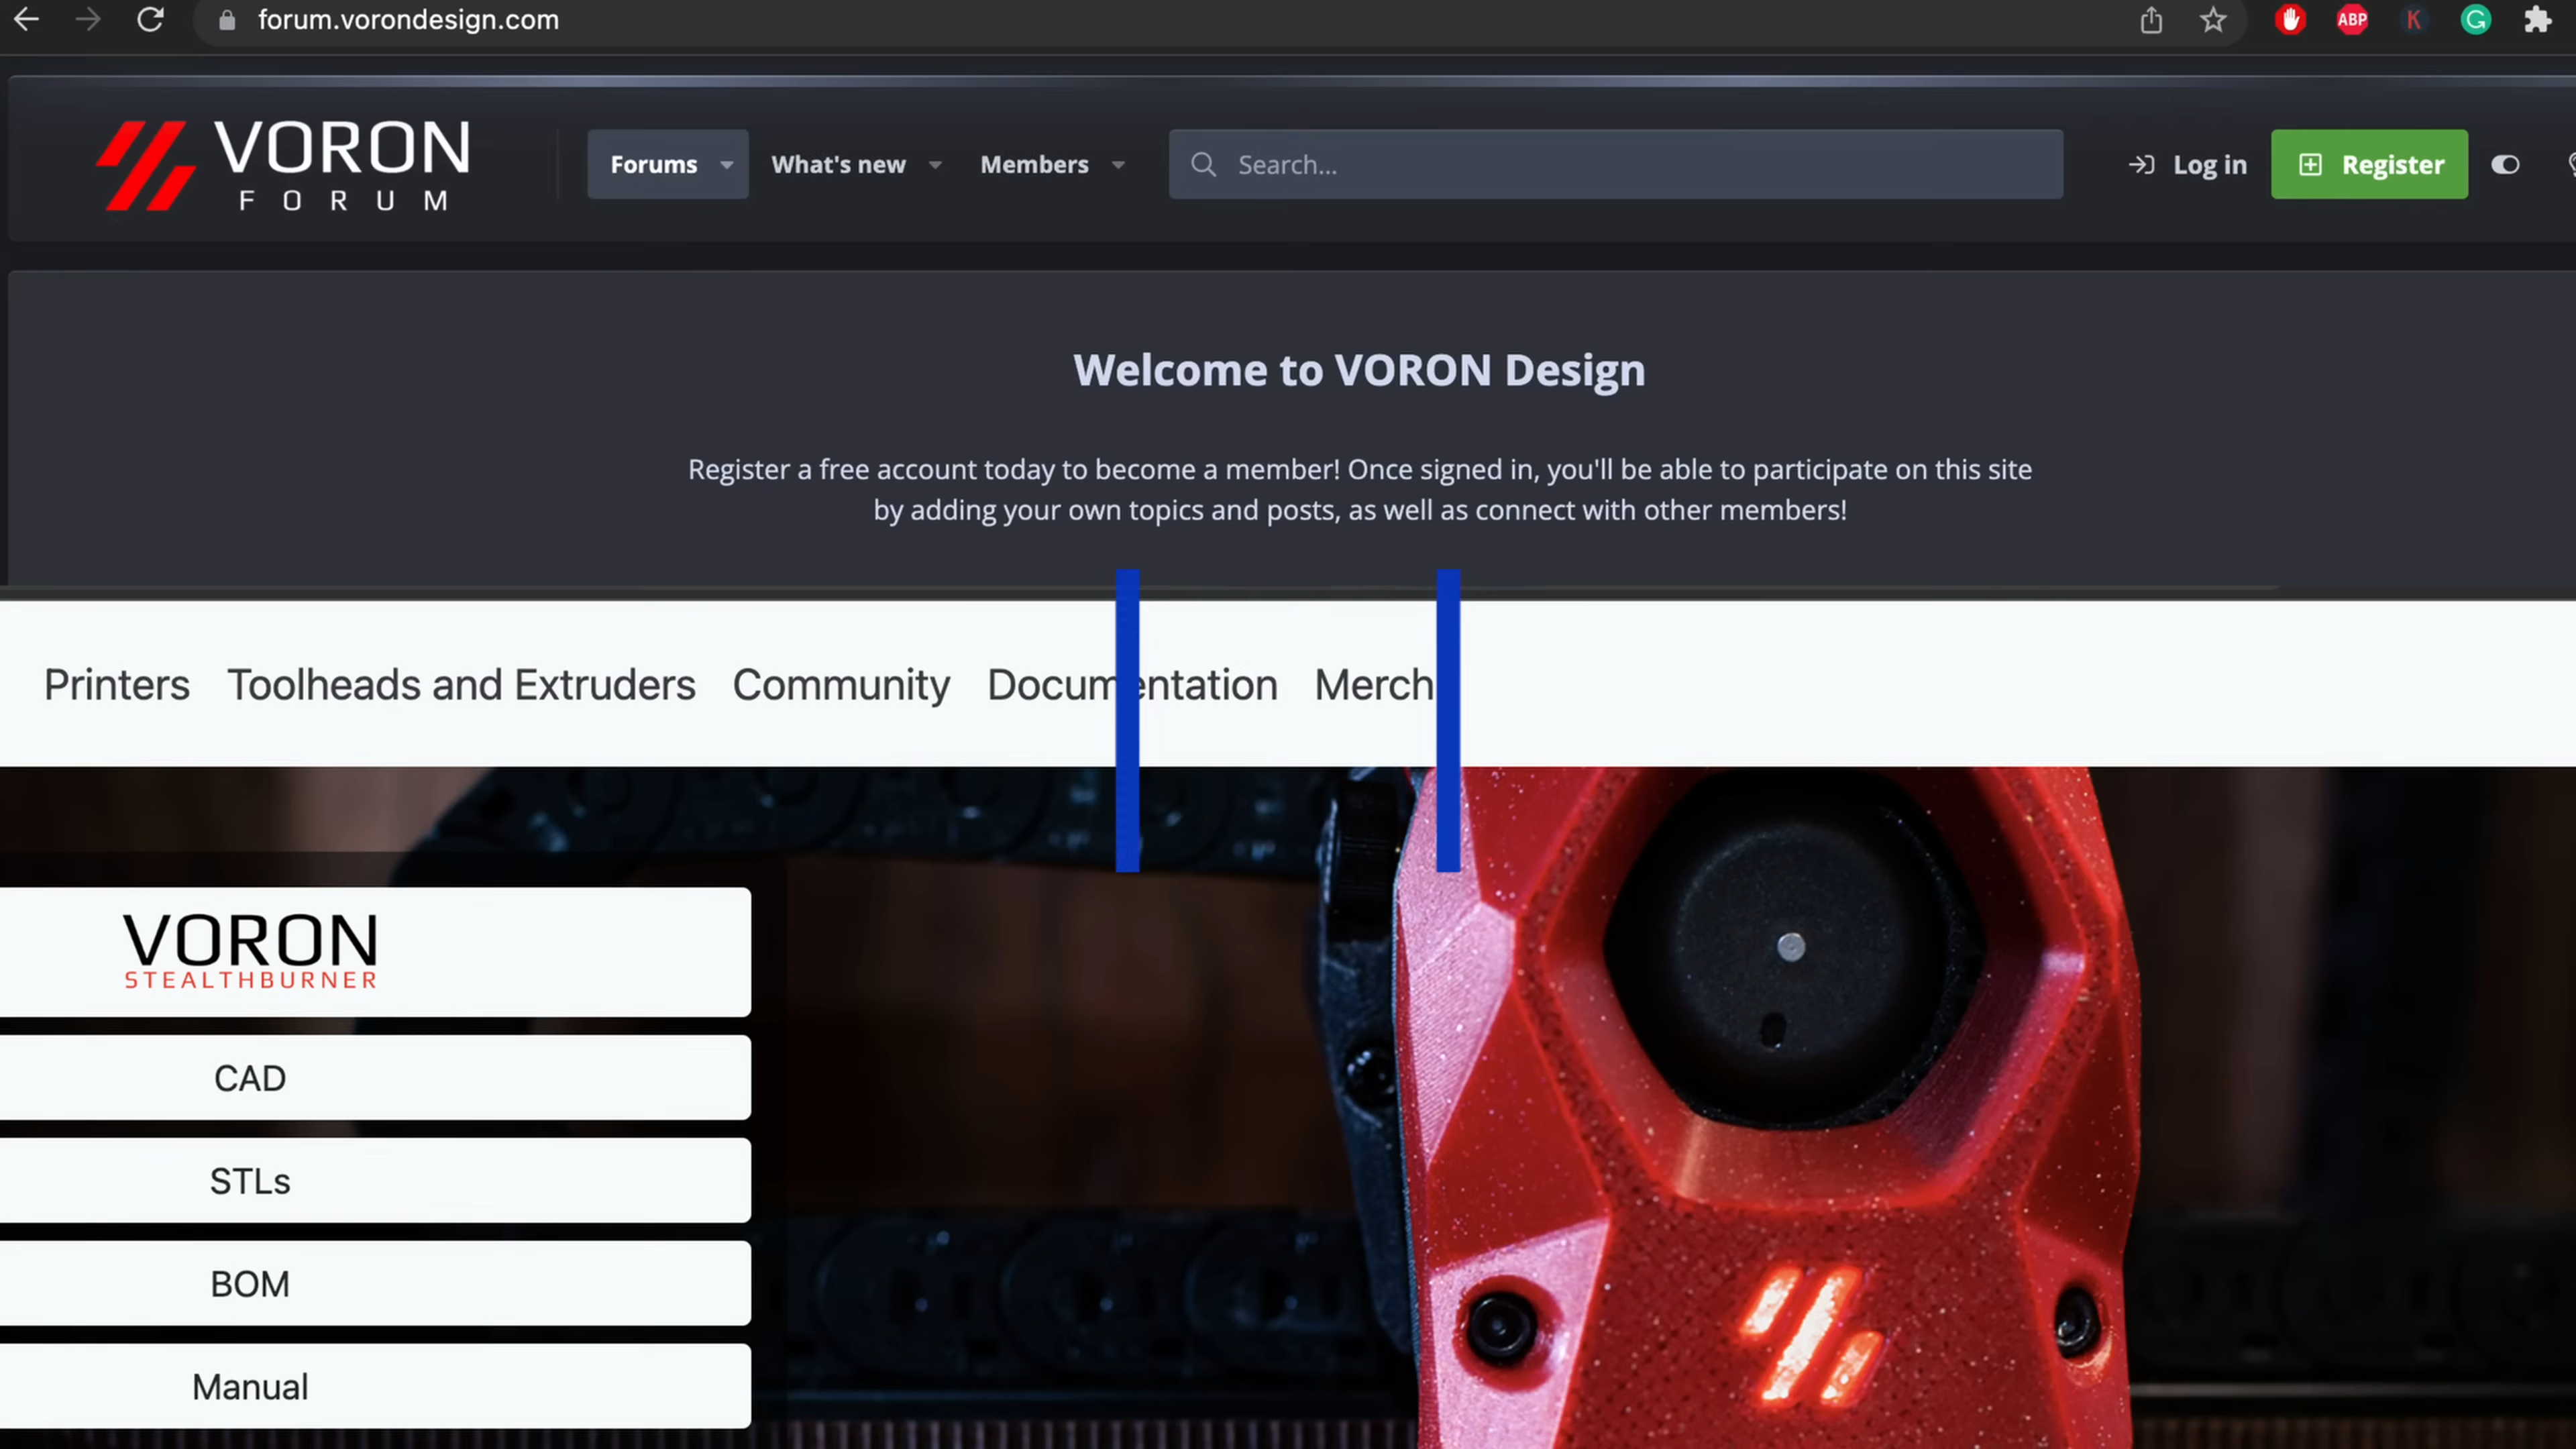 forum.vorondesign.com
ABP
K
G
VORON
FORUM
Forums
What's new
Members
Search...
Log in
Register
Welcome to VORON Design
Register a free account today to become a member! Once signed in, you'll be able to participate on this site
by adding your own topics and posts, as well as connect with other members!
Printers Toolheads and Extruders Community Documentation Merch
VORON
STEALTHBURNER
CAD
STLs
BOM
Manual